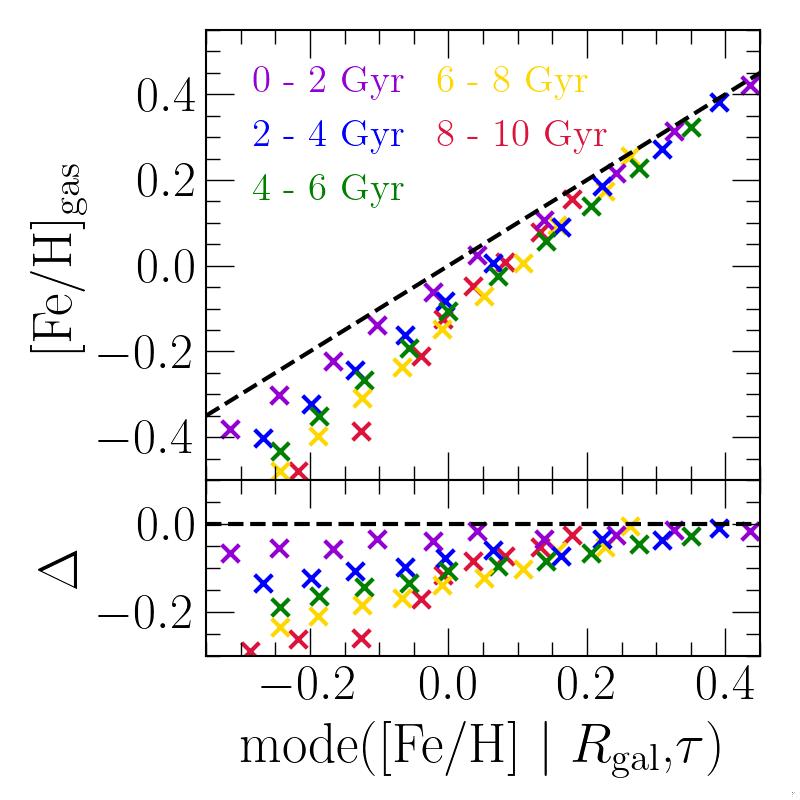 0 - 2 Gyr
6 - 8 Gyr
2 - 4 Gyr
8 - 10 Gyr
4 - 6 Gyr
[Fe/H]gas
0.4
0.2
0.0
−0.2
−0.4
Δ
0.0
−0.2
−0.2
0.0
0.2
0.4
mode([Fe/H] | Rgal,τ)